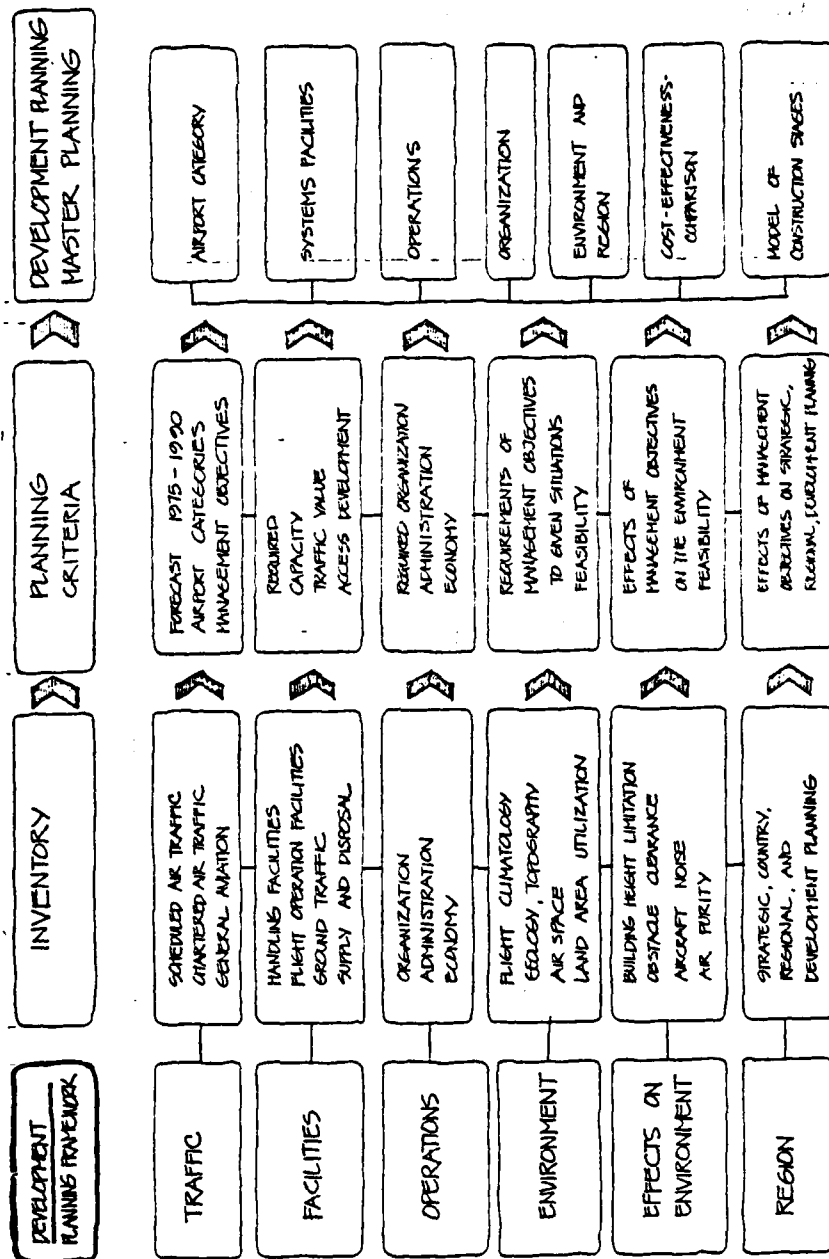 DEVELOPMENT
PLANNING FRAMEWORK
INVENTORY
PLANNING
CRITERIA
DEVELOPMENT PLANNING
MASTER PLANNING
TRAFFIC
SCHEDULED AIR TRAFFIC
CHARTERED AIR TRAFFIC
GENERAL AVIATION
FORECAST 1975-1990
AIRPORT CATEGORIES
MANAGEMENT OBJECTIVES
AIRPORT CATEGORY
FACILITIES
HANDLING FACILITIES
FLIGHT OPERATION FACILITIES
GROUND TRAFFIC
SUPPLY AND DISPOSAL
REQUIRED
CAPACITY
TRAFFIC VALUE
ACCESS DEVELOPMENT
SYSTEMS FACILITIES
OPERATIONS
ORGANIZATION
ADMINISTRATION
ECONOMY
REQUIRED ORGANIZATION
ADMINISTRATION
ECONOMY
OPERATIONS
ORGANIZATION
ENVIRONMENT
FLIGHT CLIMATOLOGY
ECOLOGY, TOPOGRAPHY
AIR SPACE
LAND AREA UTILIZATION
REQUIREMENTS OF
MANAGEMENT OBJECTIVES
TO GIVEN SITUATIONS
FEASIBILITY
ENVIRONMENT AND
REGION
EFFECTS ON
ENVIRONMENT
BUILDING HEIGHT LIMITATION
OBSTACLE CLEARANCE
AIRCRAFT NOISE
AIR PURITY
EFFECTS OF
MANAGEMENT OBJECTIVES
ON THE ENVIRONMENT
FEASIBILITY
COST-EFFECTIVENESS-
COMPARISON
REGION
STRATEGIC, COUNTRY,
REGIONAL, AND
DEVELOPMENT PLANNING
EFFECTS OF MANAGEMENT
OBJECTIVES ON STRATEGIC,
REGIONAL, DEVELOPMENT PLANNING
MODEL OF
CONSTRUCTION STAGES